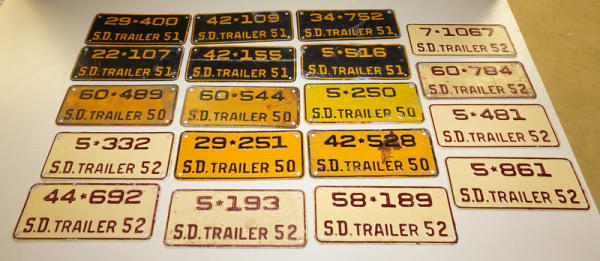 29★400
S.D. TRAILER 51
42★109
S.D. TRAILER 51
34★752
S.D. TRAILER 51
7★1067
S.D. TRAILER 52
22★107
S.D. TRAILER 51
42★155
S.D. TRAILER 51
5★516
S.D. TRAILER 51
60★784
S.D. TRAILER 52
60★489
S.D. TRAILER 50
60★544
S.D. TRAILER 50
5★250
S.D. TRAILER 50
5★481
S.D. TRAILER 52
5★332
S.D. TRAILER 52
29★251
S.D. TRAILER 50
42★528
S.D. TRAILER 50
5★861
S.D. TRAILER 52
44★692
S.D. TRAILER 52
5★193
S.D. TRAILER 52
58★189
S.D. TRAILER 52